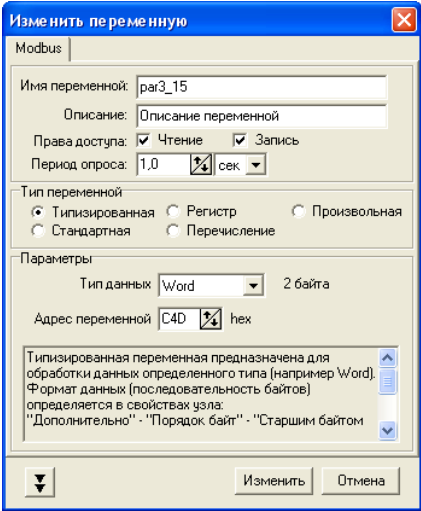 Изменить переменную
Modbus
Имя переменной: par3_15
Описание: Описание переменной
Права доступа: Чтение Запись
Период опроса: 1,0 сек
Тип переменной
Типизированная Регистр Произвольная
Стандартная Перечисление
Параметры
Тип данных Word 2 байта
Адрес переменной C4D hex
Типизированная переменная предназначена для
обработки данных определенного типа (например Word).
Формат данных (последовательность байтов)
определяется в свойствах узла:
"Дополнительно" - "Порядок байт" - "Старшим байтом
Изменить Отмена